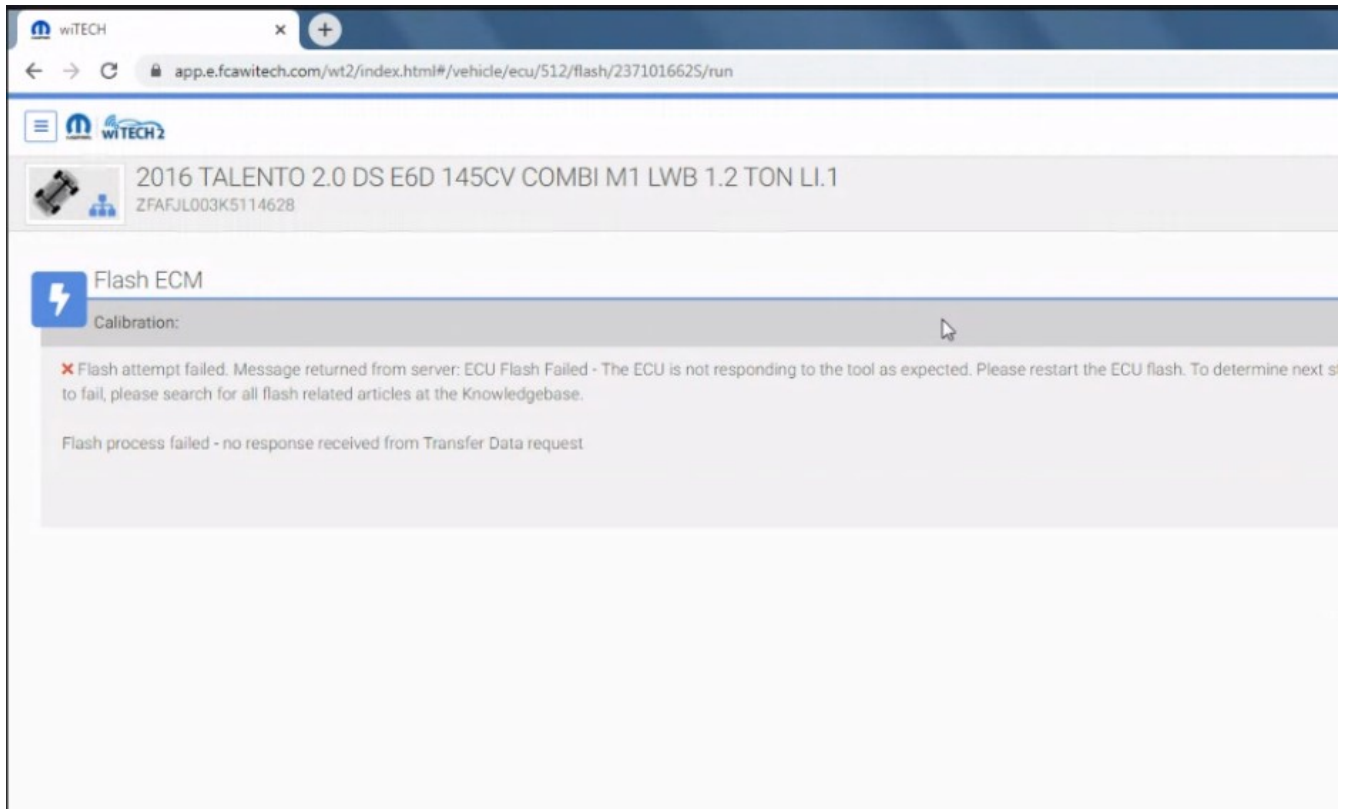 wiTECH
app.e.fcawitech.com/wt2/index.html#/vehicle/ecu/512/flash/237101662S/run
wiTECH2
2016 TALENTO 2.0 DS E6D 145CV COMBI M1 LWB 1.2 TON LI.1
ZFAFJL003K5114628
Flash ECM
Calibration:
Flash attempt failed. Message returned from server: ECU Flash Failed - The ECU is not responding to the tool as expected. Please restart the ECU flash. To determine next
to fail, please search for all flash related articles at the Knowledgebase.
Flash process failed - no response received from Transfer Data request